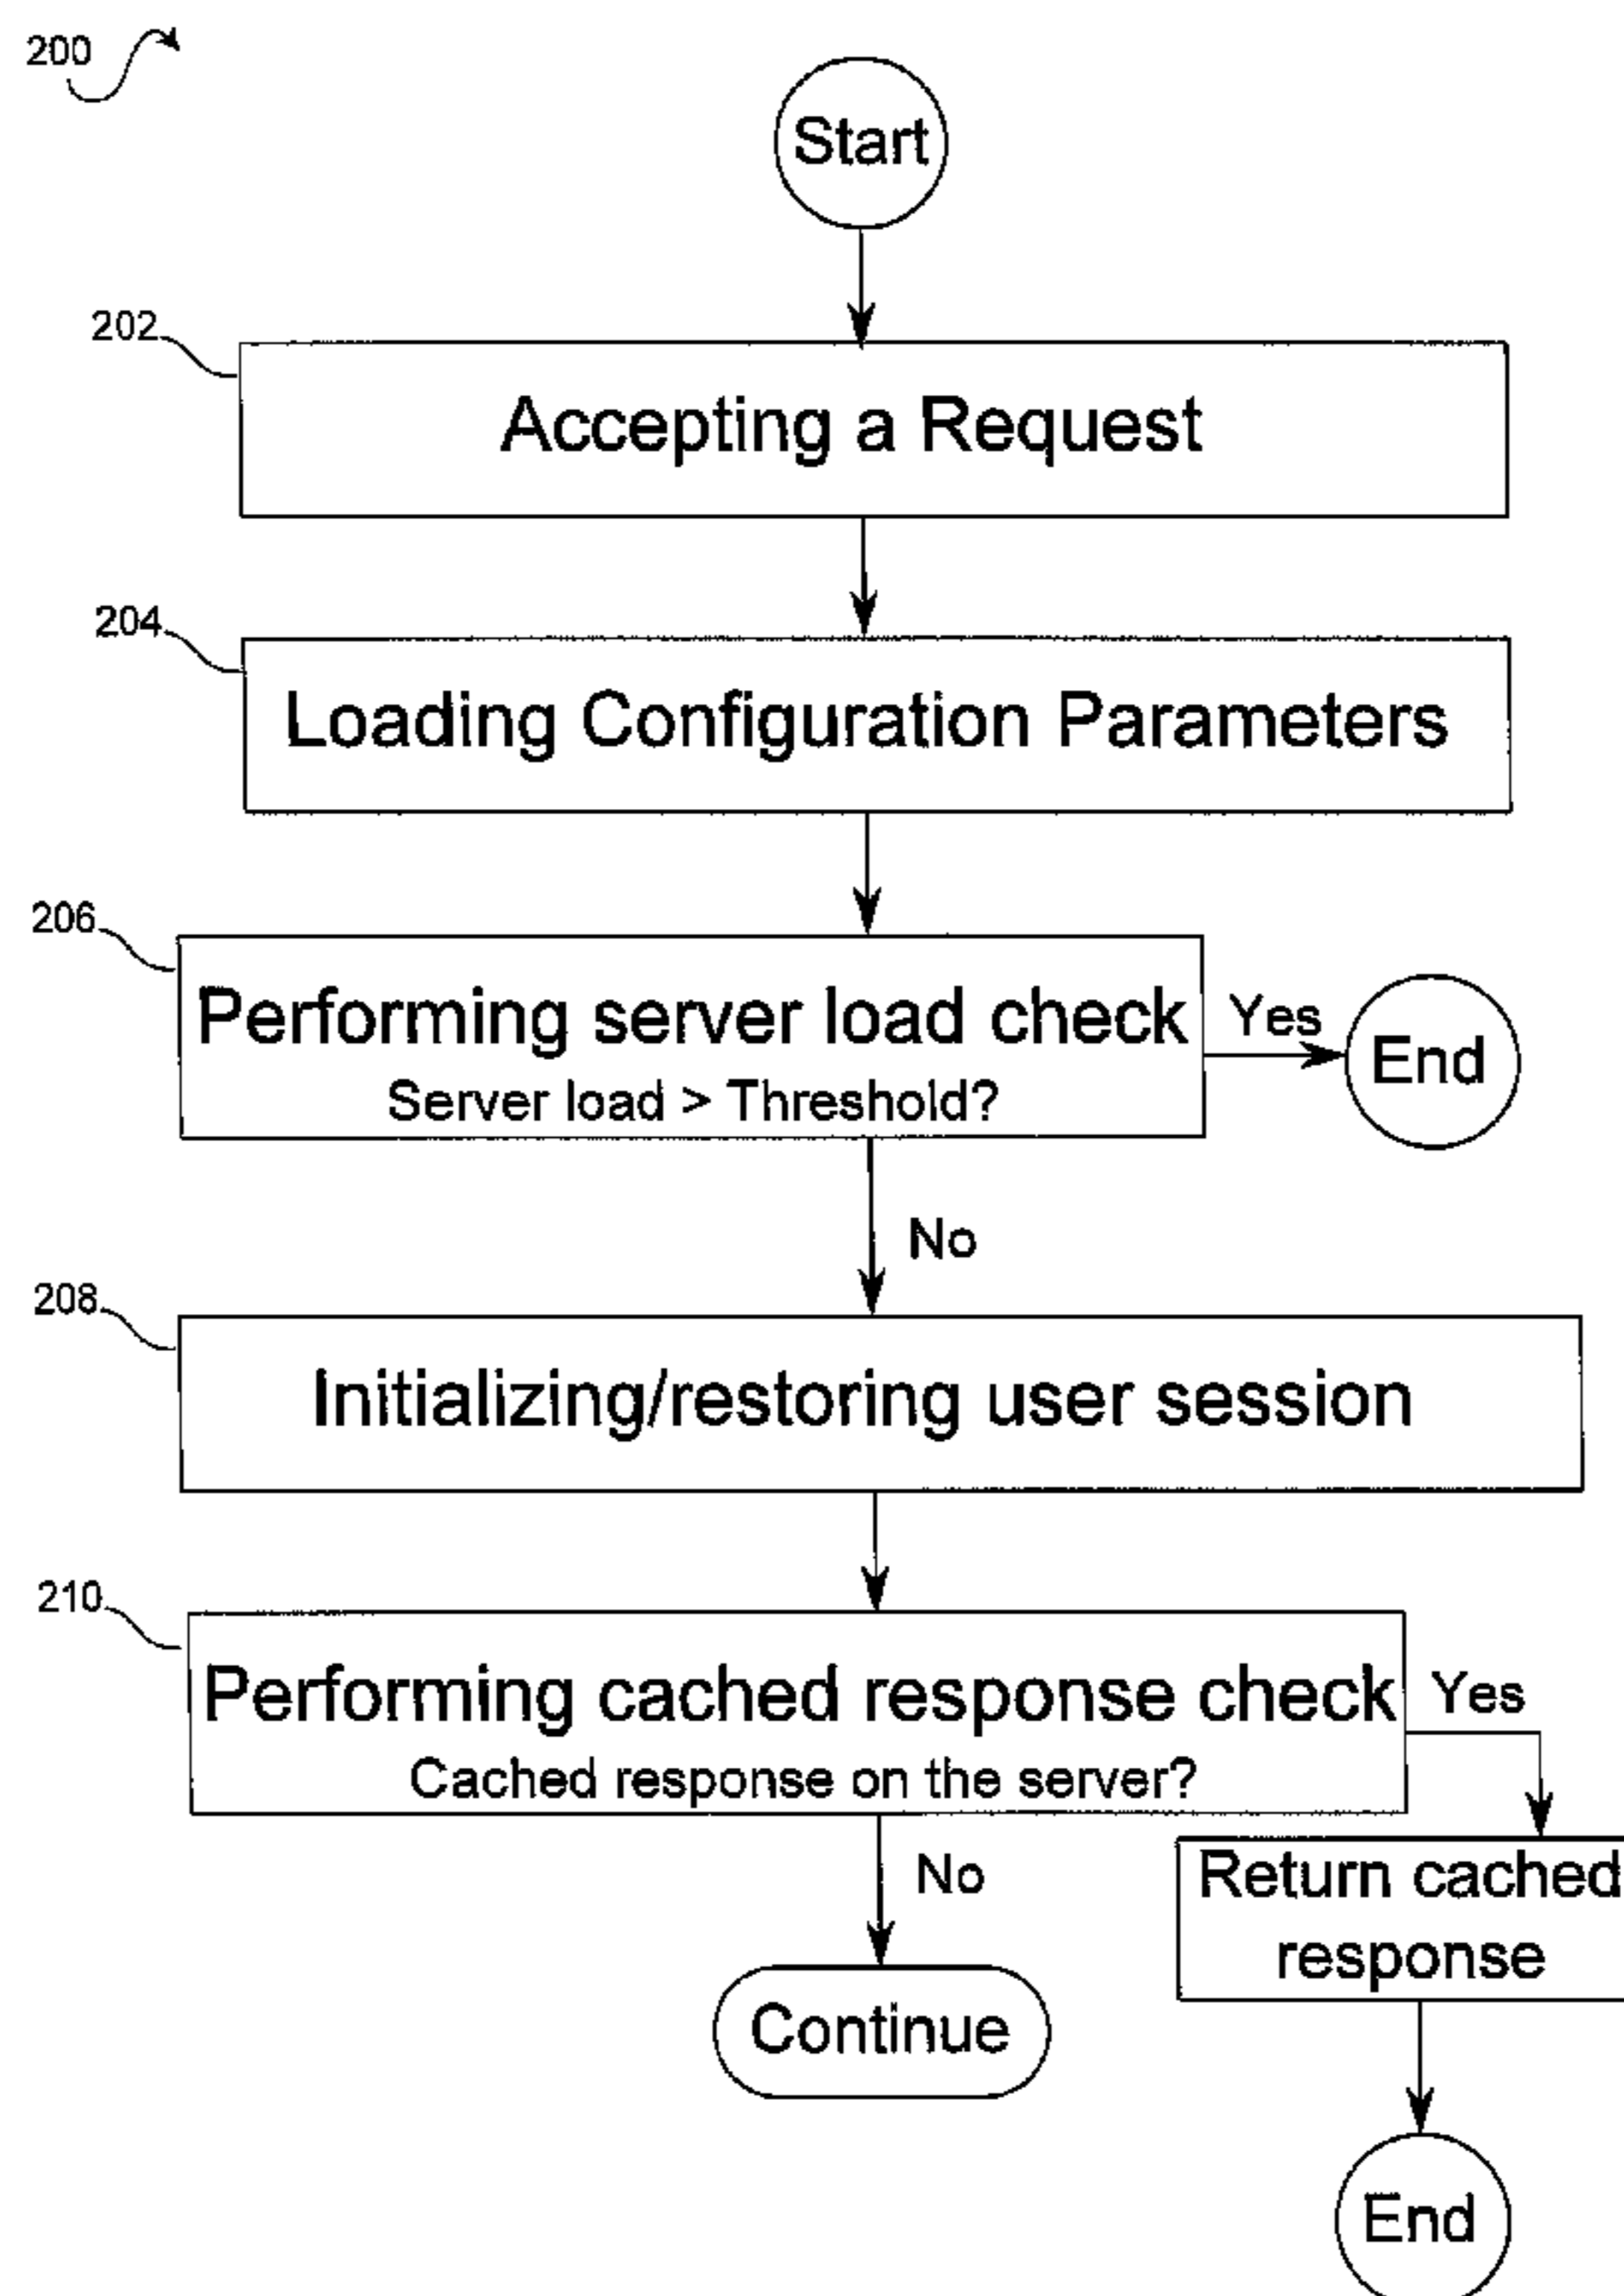 200
Start
202
Accepting a Request
204
Loading Configuration Parameters
206
Performing server load check
Server load > Threshold?
Yes
End
No
208
Initializing/restoring user session
210
Performing cached response check
Cached response on the server?
Yes
No
Return cached
response
Continue
End